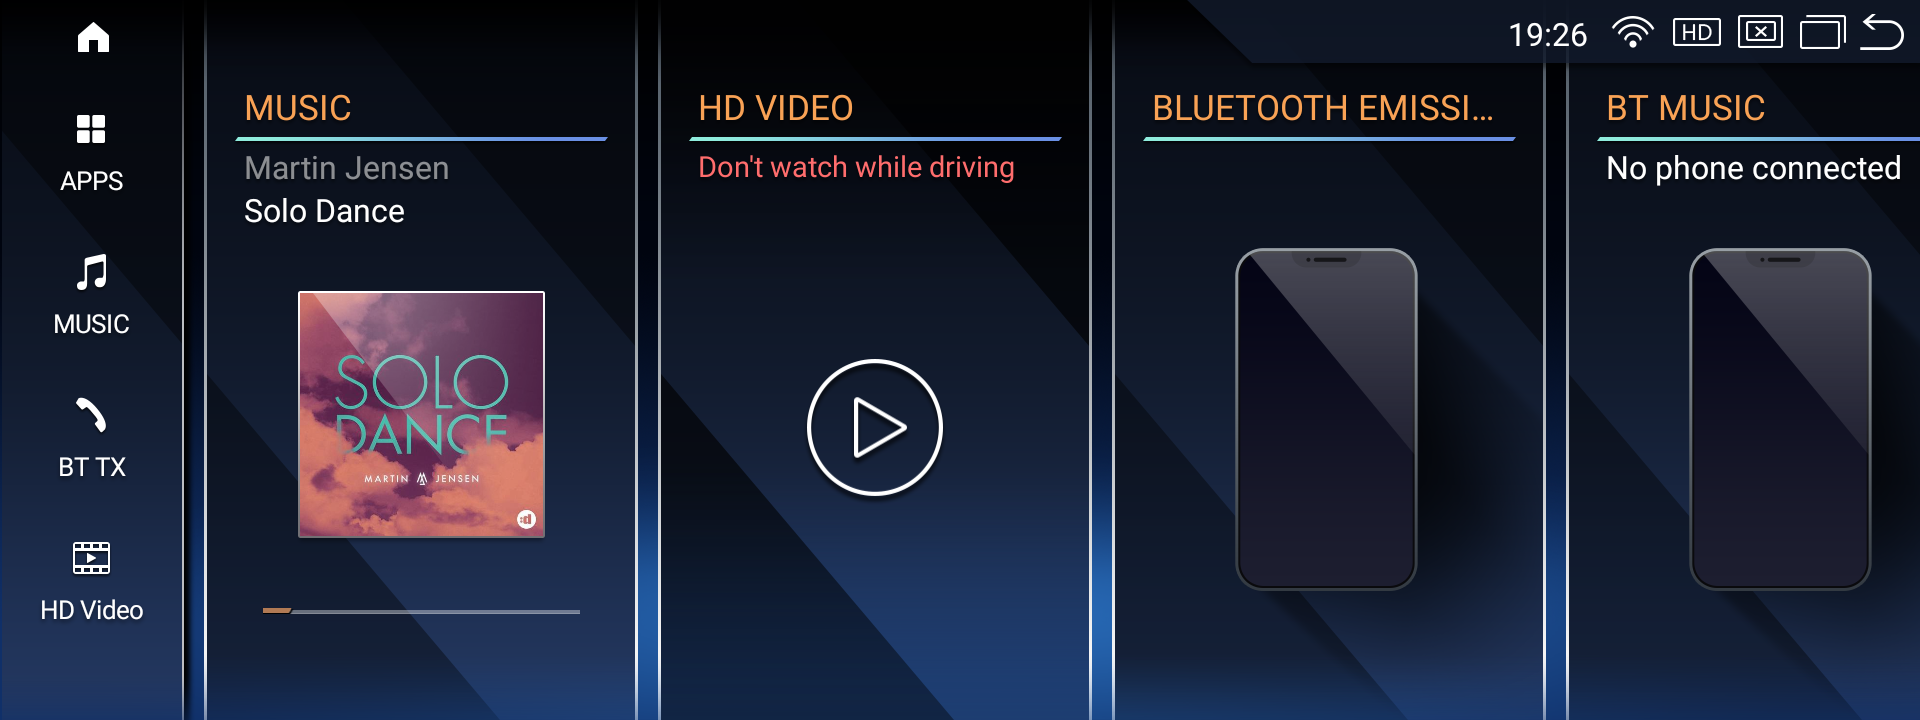 19:26
HD
APPS
MUSIC
BT TX
HD Video
MUSIC
Martin Jensen
Solo Dance
SOLO
DANCE
MARTIN JENSEN
:d
HD VIDEO
Don't watch while driving
BLUETOOTH EMISSI...
BT MUSIC
No phone connected